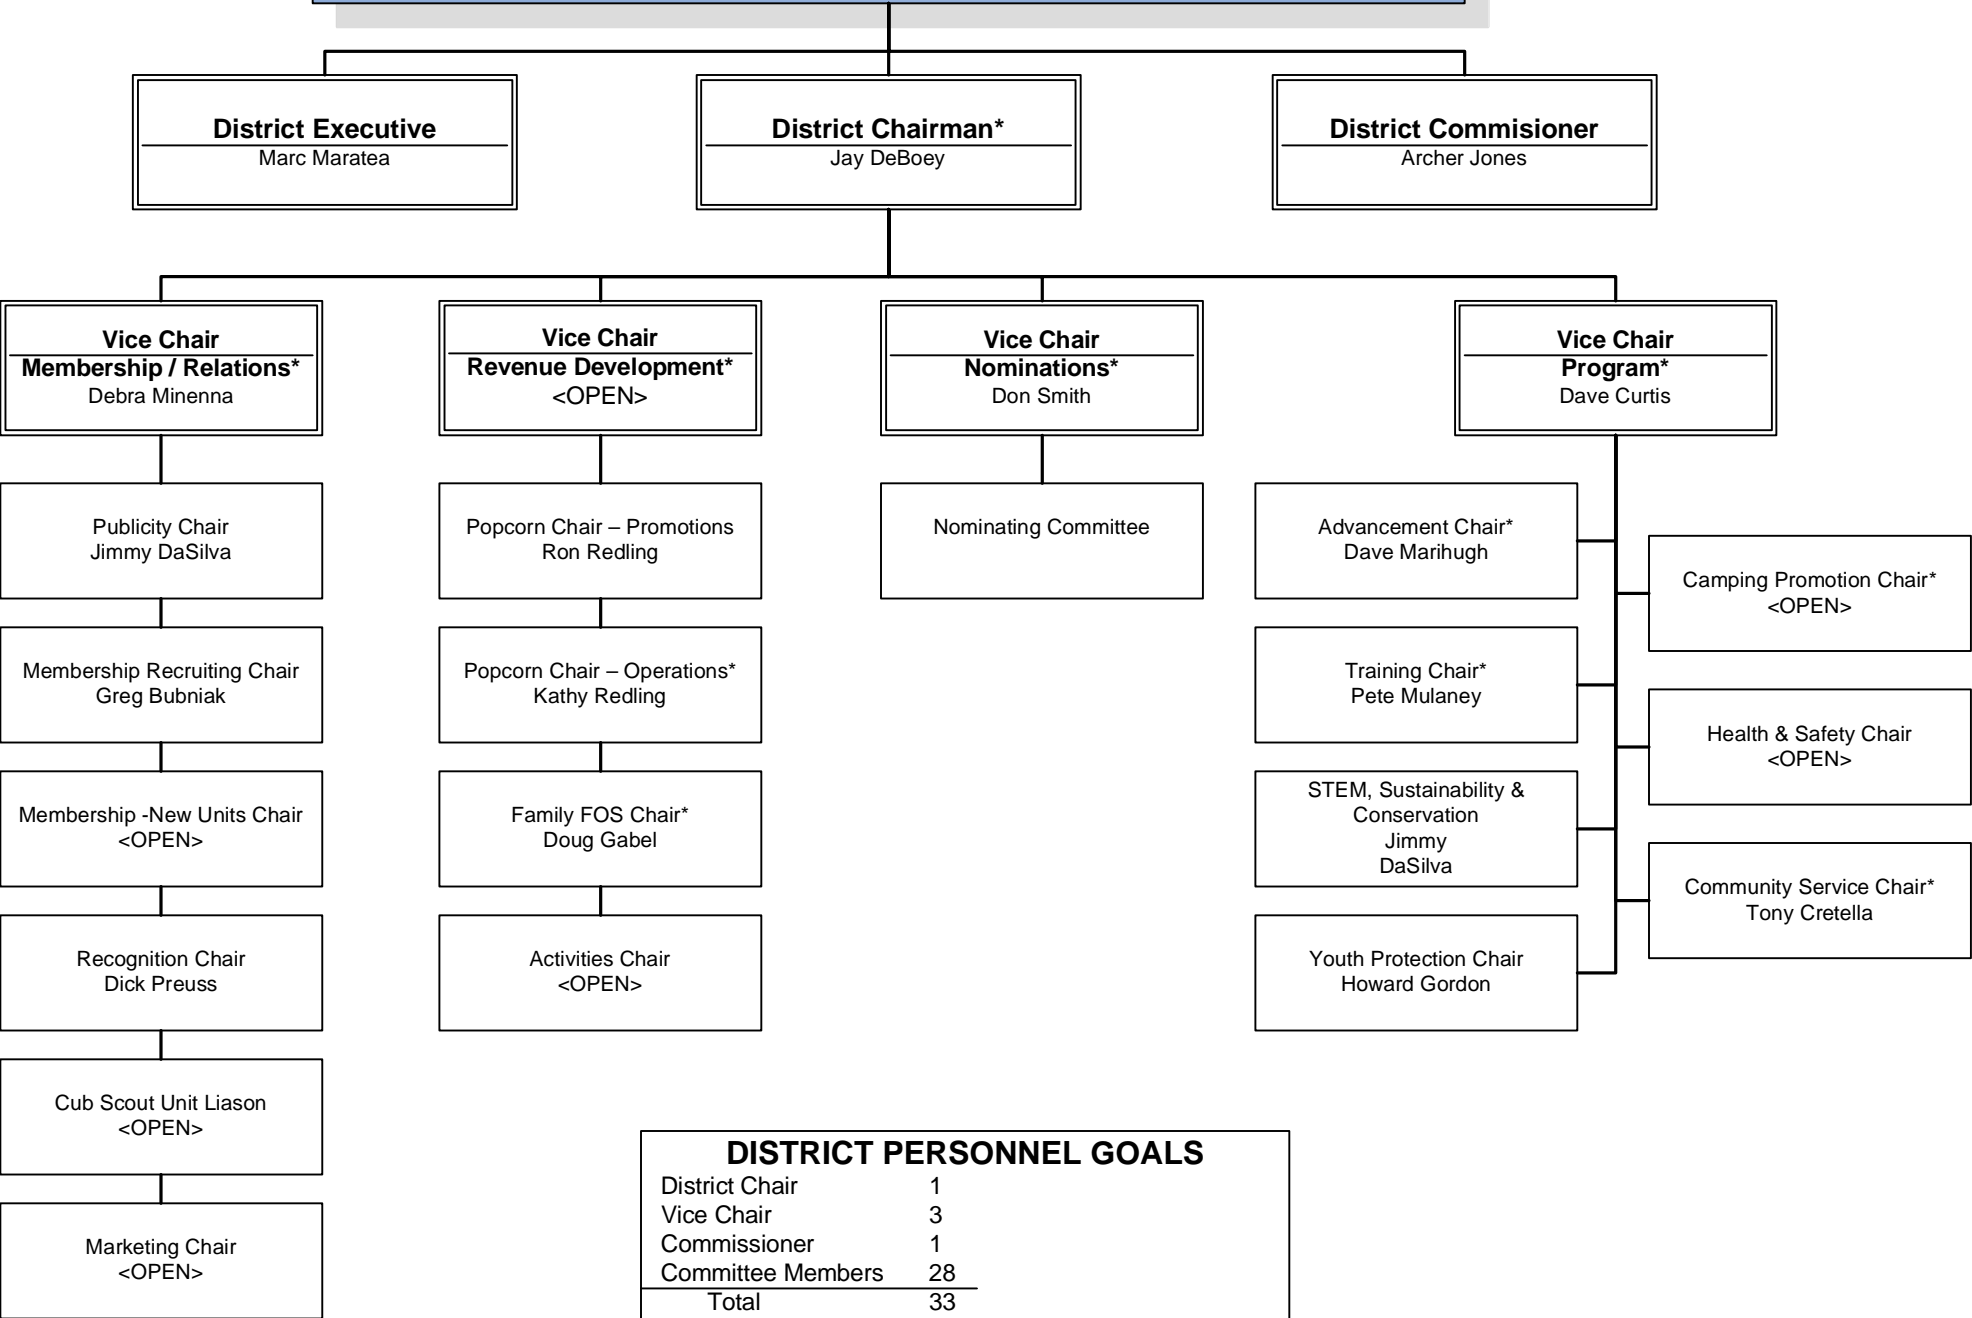 District Executive
Marc Maratea
District Chairman*
Jay DeBoey
District Commisioner
Archer Jones
Vice Chair
Membership / Relations*
Debra Minenna
Vice Chair
Revenue Development*
<OPEN>
Vice Chair
Nominations*
Don Smith
Vice Chair
Program*
Dave Curtis
Publicity Chair
Jimmy DaSilva
Membership Recruiting Chair
Greg Bubniak
Membership -New Units Chair
<OPEN>
Recognition Chair
Dick Preuss
Cub Scout Unit Liason
<OPEN>
Marketing Chair
<OPEN>
Popcorn Chair – Promotions
Ron Redling
Popcorn Chair – Operations*
Kathy Redling
Family FOS Chair*
Doug Gabel
Activities Chair
<OPEN>
Nominating Committee
Advancement Chair*
Dave Marihugh
Training Chair*
Pete Mulaney
STEM, Sustainability &
Conservation
Jimmy
DaSilva
Youth Protection Chair
Howard Gordon
Camping Promotion Chair*
<OPEN>
Health & Safety Chair
<OPEN>
Community Service Chair*
Tony Cretella
DISTRICT PERSONNEL GOALS
District Chair 1
Vice Chair 3
Commissioner 1
Committee Members 28
Total 33